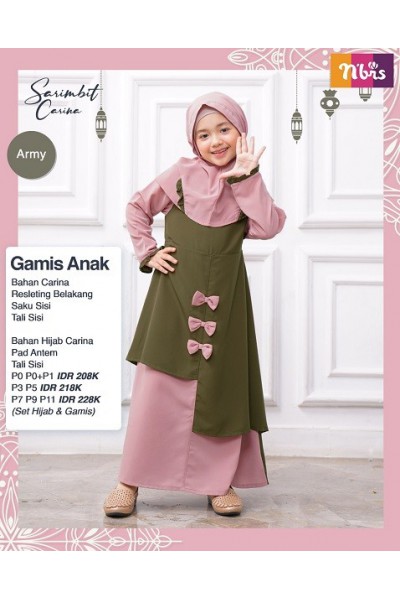 Sarimbit
Carina
Nibras
Army
Gamis Anak
Bahan Carina
Resleting Belakang
Saku Sisi
Tali Sisi
Bahan Hijab Carina
Pad Antem
Tali Sisi
P0 P0+P1 IDR 208K
P3 P5 IDR 218K
P7 P9 P11 IDR 228K
(Set Hijab & Gamis)